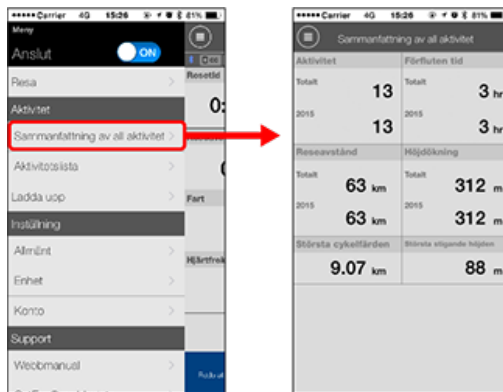 Carrier 4G 15:26 81%
Meny
Anslut ON
Resa
Restid
Aktivitet
0:
Sammanfattning av all aktivitet
Aktivitetslista
Ladda upp
Fart
Inställning
Allmänt
Hjärtfrek
Enhet
Konto
Support
Webbmanual
Carrier 4G 15:26 81%
Sammanfattning av all aktivitet
Aktivitet Förfluten tid
Totalt 13 Totalt 3 hr
2015 13 2015 3 hr
Reseavstånd Höjdökning
Totalt 63 km Totalt 312 m
2015 63 km 2015 312 m
Största cykelfärden Största stigande höjden
9.07 km 88 m